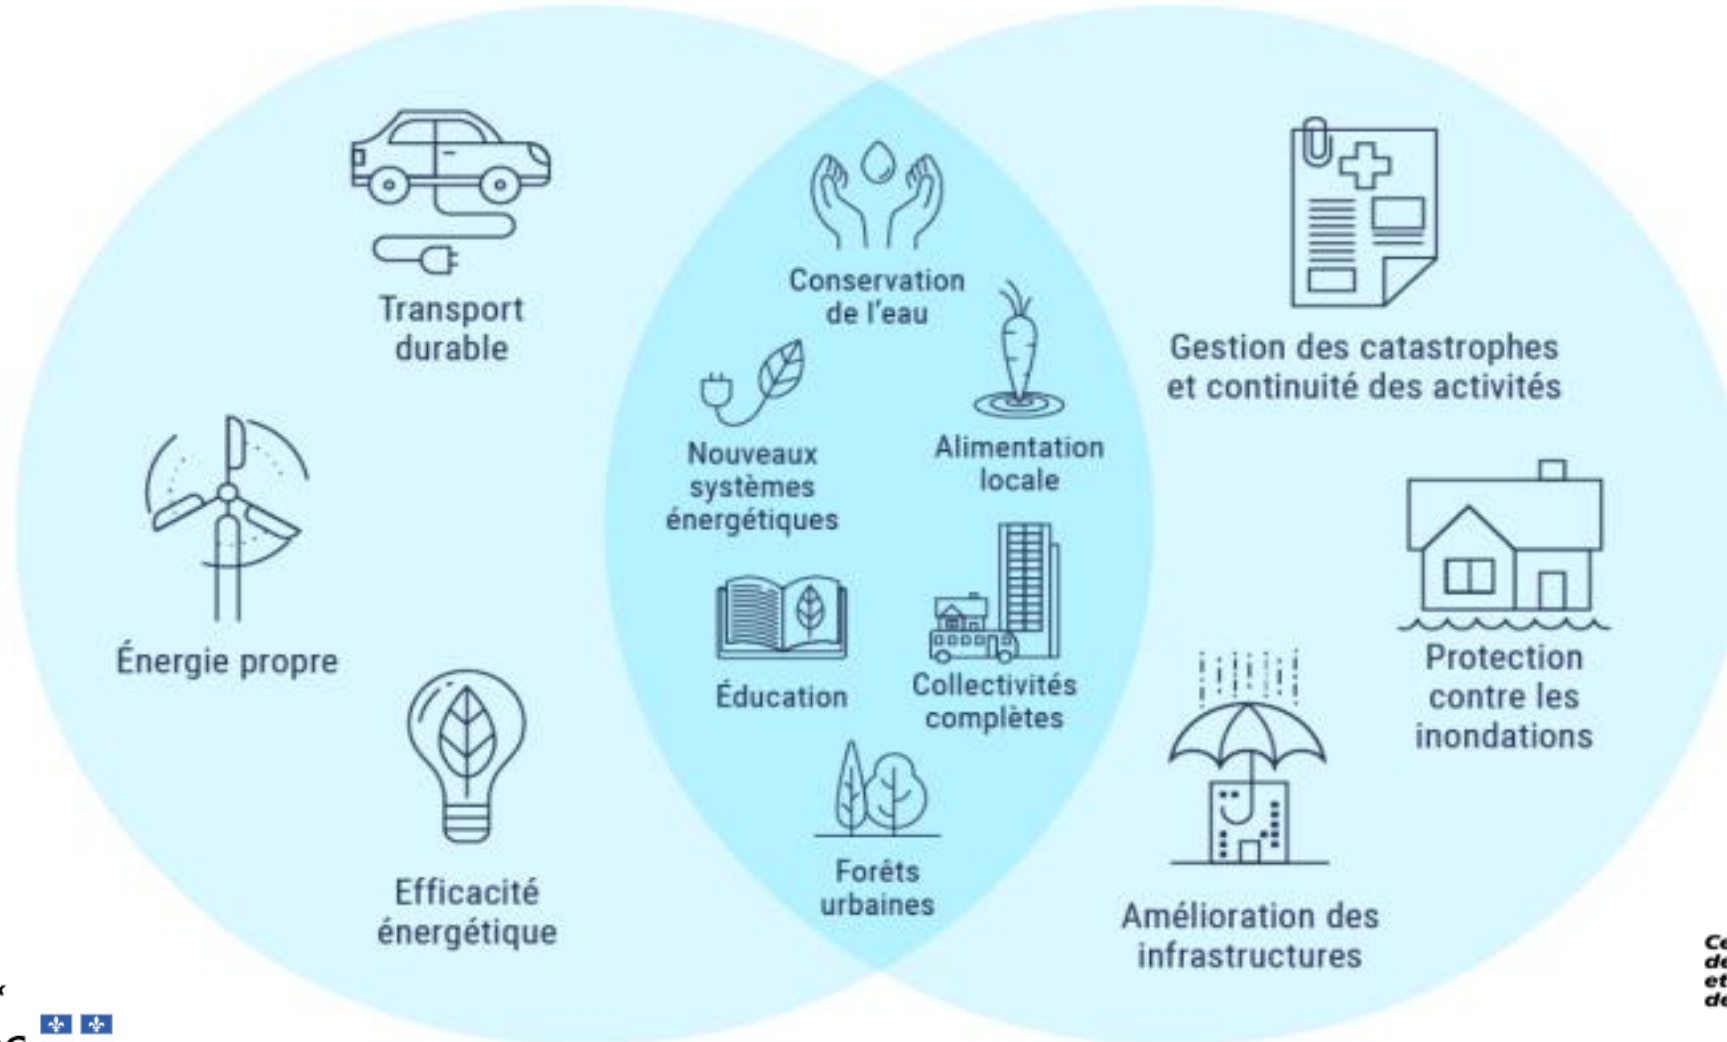 Transport
durable
Énergie propre
Efficacité
énergétique
Conservation
de l'eau
Nouveaux
systèmes
énergétiques
Alimentation
locale
Éducation
Collectivités
complètes
Forêts
urbaines
Gestion des catastrophes
et continuité des activités
Protection
contre les
inondations
Amélioration des
infrastructures